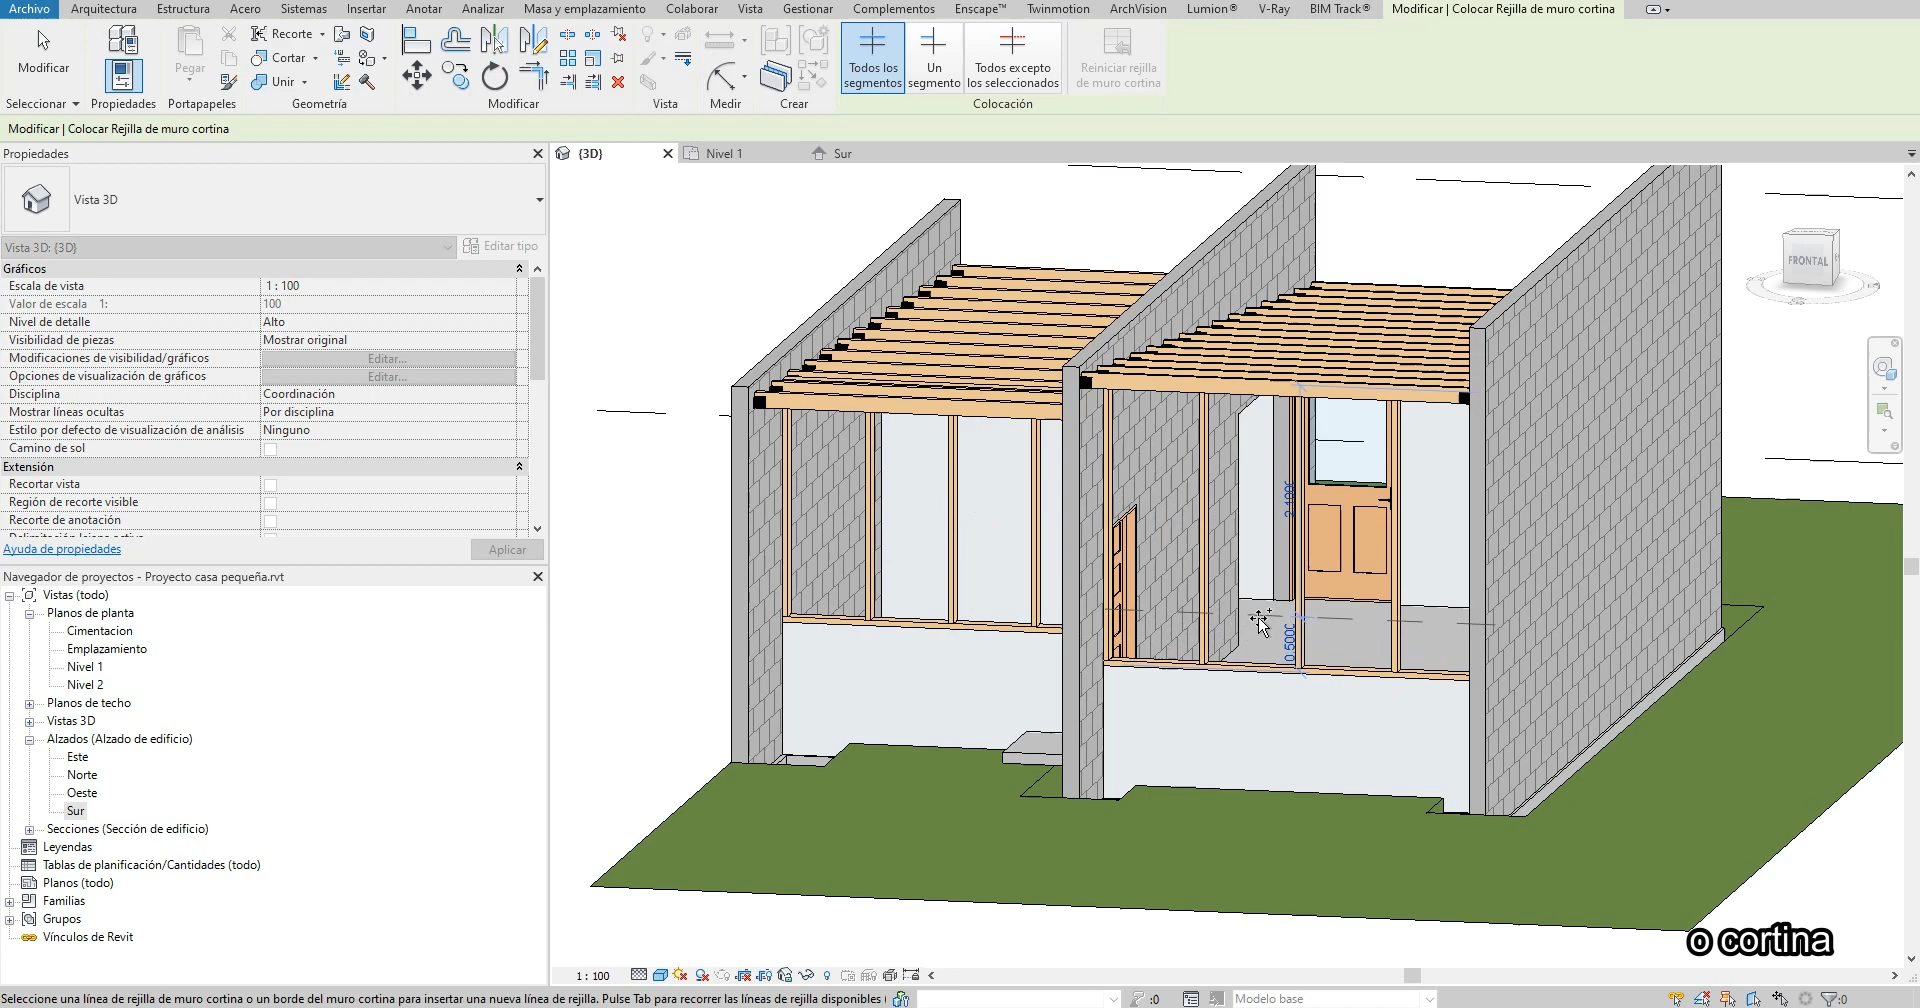 Archivo Arquitectura Estructura Acero Sistemas Insertar Anotar Analizar Masa y emplazamiento Colaborar Vista Gestionar Complementos Enscape™ Twinmotion ArchVision Lumion® V-Ray BIM Track® Modificar | Colocar Rejilla de muro cortina
Modificar
Pegar
Recorte
Cortar
Unir
Todos los segmentos
Un segmento
Todos excepto los seleccionados
Reiniciar rejilla de muro cortina
Seleccionar Propiedades Portapapeles Geometría Modificar Vista Medir Crear Colocación
Modificar | Colocar Rejilla de muro cortina
Propiedades
{3D} Nivel 1 Sur
Vista 3D
Vista 3D: {3D} Editar tipo
Gráficos
Escala de vista 1 : 100
Valor de escala 1: 100
Nivel de detalle Alto
Visibilidad de piezas Mostrar original
Modificaciones de visibilidad/gráficos Editar...
Opciones de visualización de gráficos Editar...
Disciplina Coordinación
Mostrar líneas ocultas Por disciplina
Estilo por defecto de visualización de análisis Ninguno
Camino de sol
Extensión
Recortar vista
Región de recorte visible
Recorte de anotación
Ayuda de propiedades Aplicar
Navegador de proyectos - Proyecto casa pequeña.rvt
Vistas (todo)
Planos de planta
Cimentacion
Emplazamiento
Nivel 1
Nivel 2
Planos de techo
Vistas 3D
Alzados (Alzado de edificio)
Este
Norte
Oeste
Sur
Secciones (Sección de edificio)
Leyendas
Tablas de planificación/Cantidades (todo)
Planos (todo)
Familias
Grupos
Vínculos de Revit
FRONTAL
0.5000
o cortina
1 : 100
Seleccione una línea de rejilla de muro cortina o un borde del muro cortina para insertar una nueva línea de rejilla. Pulse Tab para recorrer las líneas de rejilla disponibles (
:0
Modelo base
:0